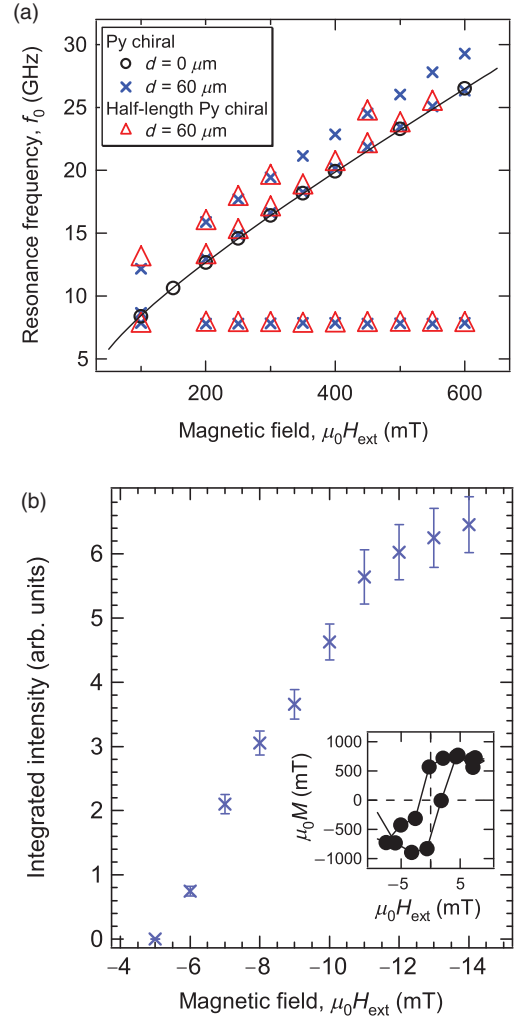 (a)
30
25
20
15
10
5
Resonance frequency, f0 (GHz)
Py chiral
d = 0 μm
d = 60 μm
Half-length Py chiral
d = 60 μm
200 400 600
Magnetic field, μ0Hext (mT)
(b)
6
5
4
3
2
1
0
Integrated intensity (arb. units)
−4 −6 −8 −10 −12 −14
Magnetic field, μ0Hext (mT)
1000
500
0
−500
−1000
μ0M (mT)
−5 5
μ0Hext (mT)